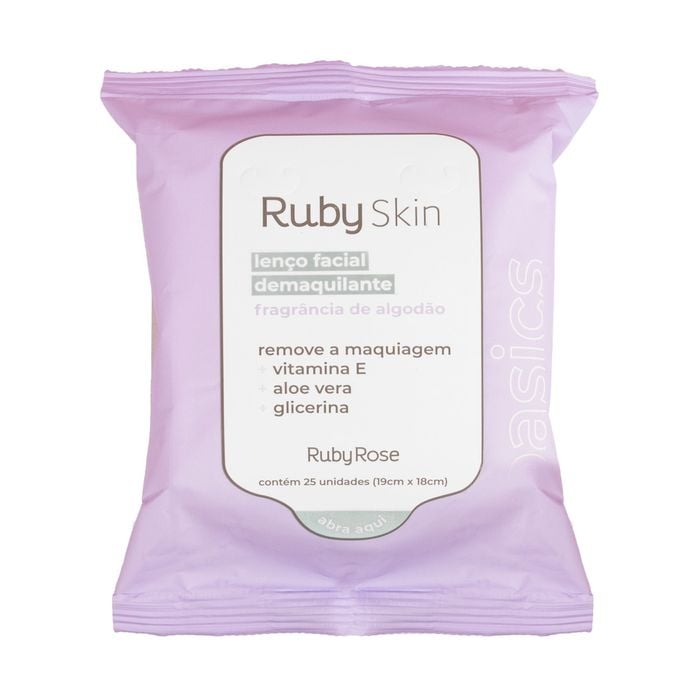 Ruby Skin
lenço facial
demaquilante
fragrância de algodão
remove a maquiagem
+ vitamina E
+ aloe vera
+ glicerina
RubyRose
contém 25 unidades (19cm x 18cm)
abra aqui
basics